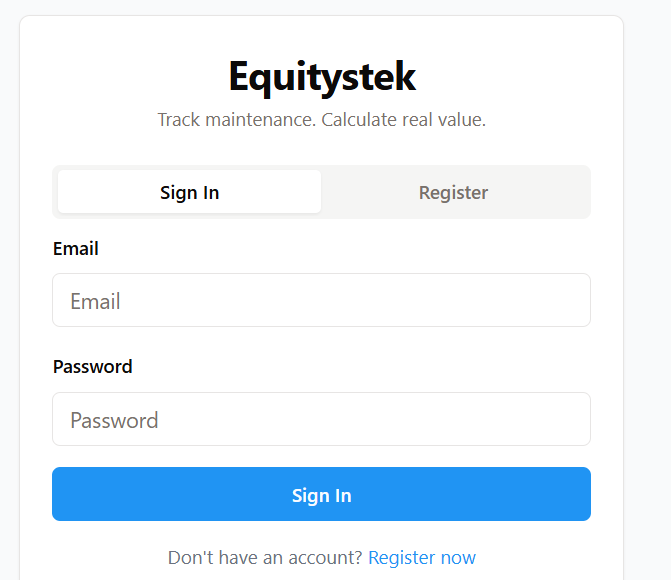 Equitystek
Track maintenance. Calculate real value.
Sign In
Register
Email
Email
Password
Password
Sign In
Don't have an account? Register now